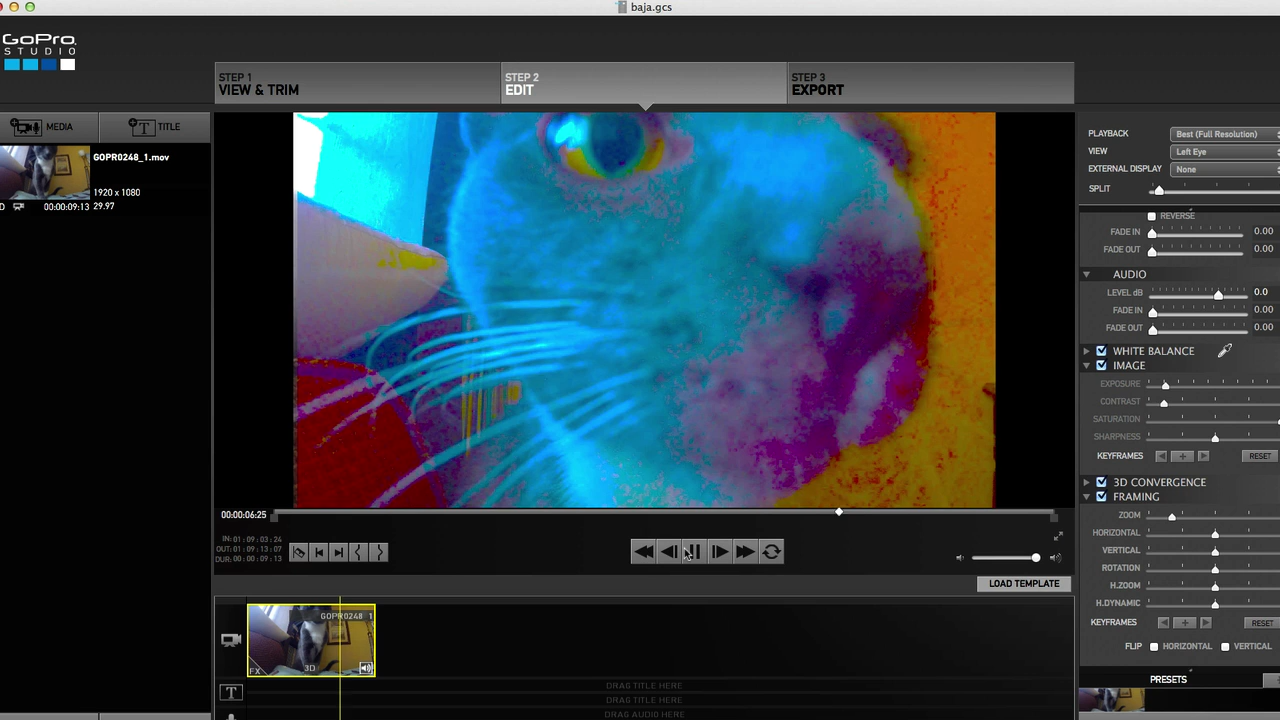 baja.gcs
GoPro
STUDIO
STEP 1
VIEW & TRIM
STEP 2
EDIT
STEP 3
EXPORT
MEDIA
TITLE
GOPR0248_1.mov
1920 x 1080
D
00:00:09:13
29.97
PLAYBACK
Best (Full Resolution)
VIEW
Left Eye
EXTERNAL DISPLAY
None
SPLIT
REVERSE
FADE IN
0.00
FADE OUT
0.00
AUDIO
LEVEL dB
0.0
FADE IN
0.00
FADE OUT
0.00
WHITE BALANCE
IMAGE
EXPOSURE
CONTRAST
SATURATION
SHARPNESS
KEYFRAMES
RESET
3D CONVERGENCE
FRAMING
ZOOM
HORIZONTAL
VERTICAL
ROTATION
H.ZOOM
H.DYNAMIC
KEYFRAMES
RESET
FLIP
HORIZONTAL
VERTICAL
PRESETS
00:00:06:25
IN: 01:09:03:24
OUT: 01:09:13:07
DUR: 00:00:09:13
LOAD TEMPLATE
GOPR0248_1
FX
3D
T
DRAG TITLE HERE
DRAG TITLE HERE
DRAG AUDIO HERE